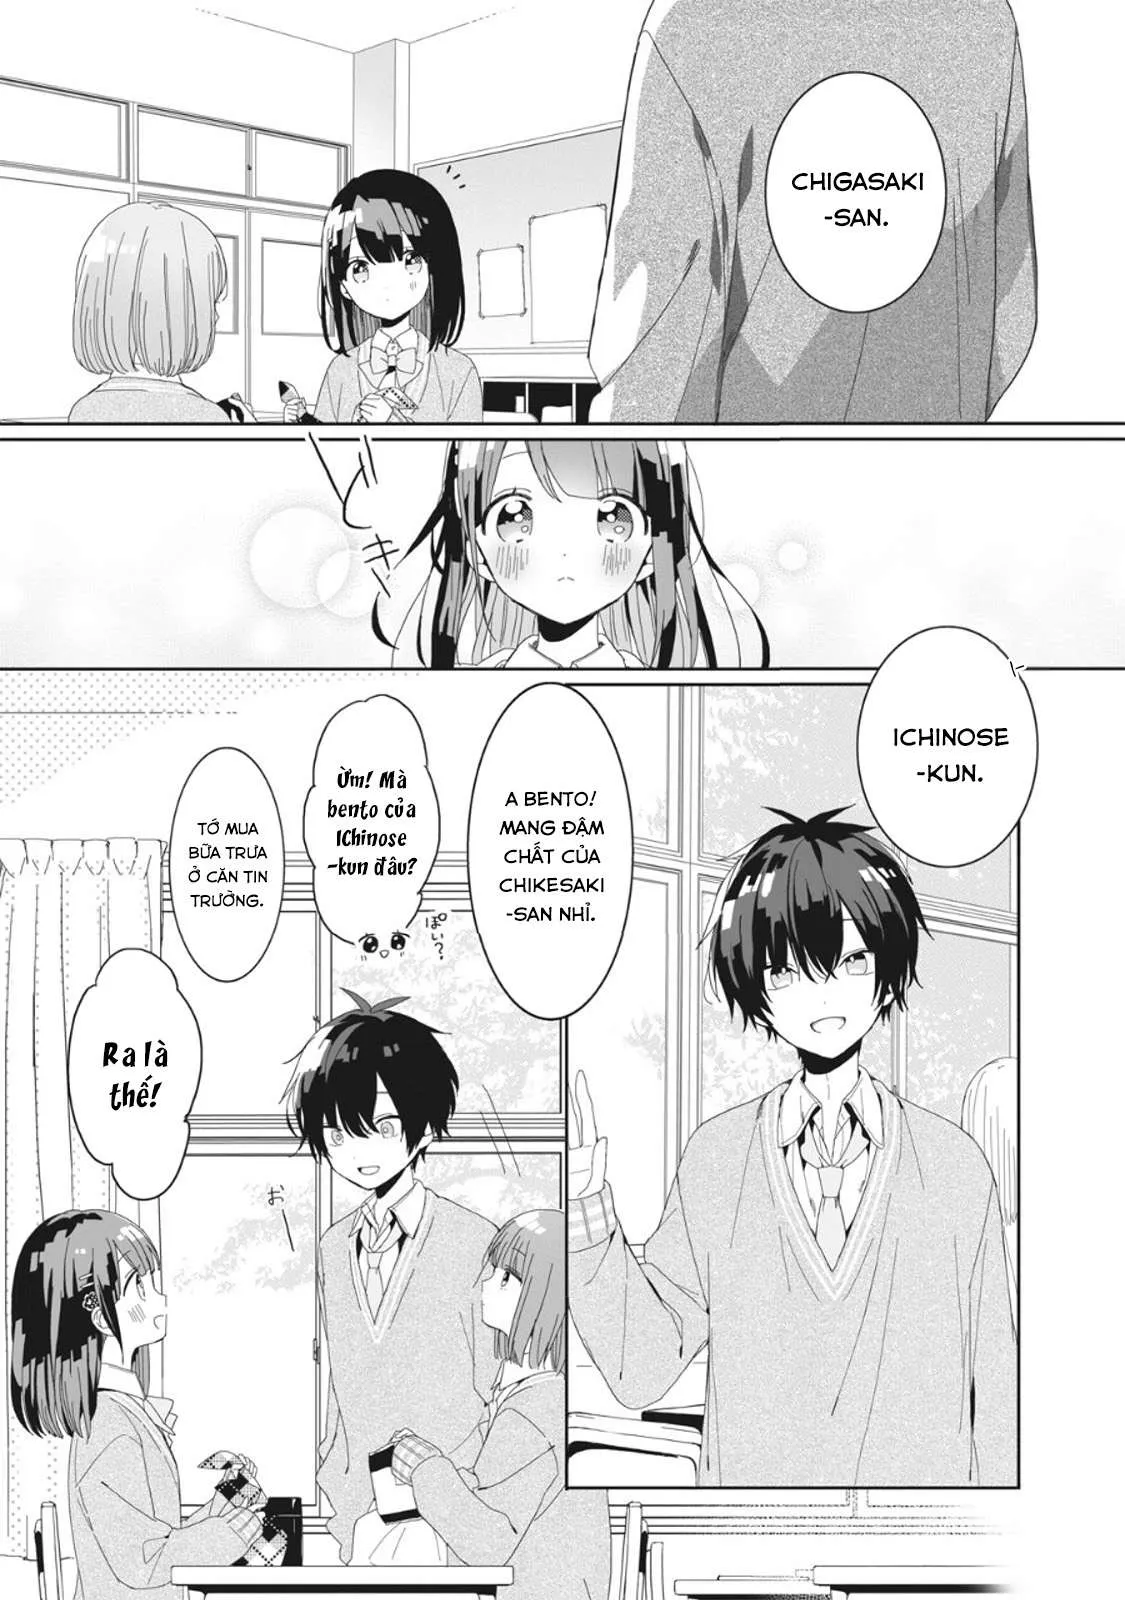 CHIGASAKI
-SAN.
ICHINOSE
-KUN.
A BENTO!
MANG ĐẬM
CHẤT CỦA
CHIKESAKI
-SAN NHỈ.
Ừm! Mà
bento của
IChinose
-kun đâu?
ぽい?
TỚ MUA
BỮA TRƯA
Ở CĂN TIN
TRƯỜNG.
Ra là
thế!
おー